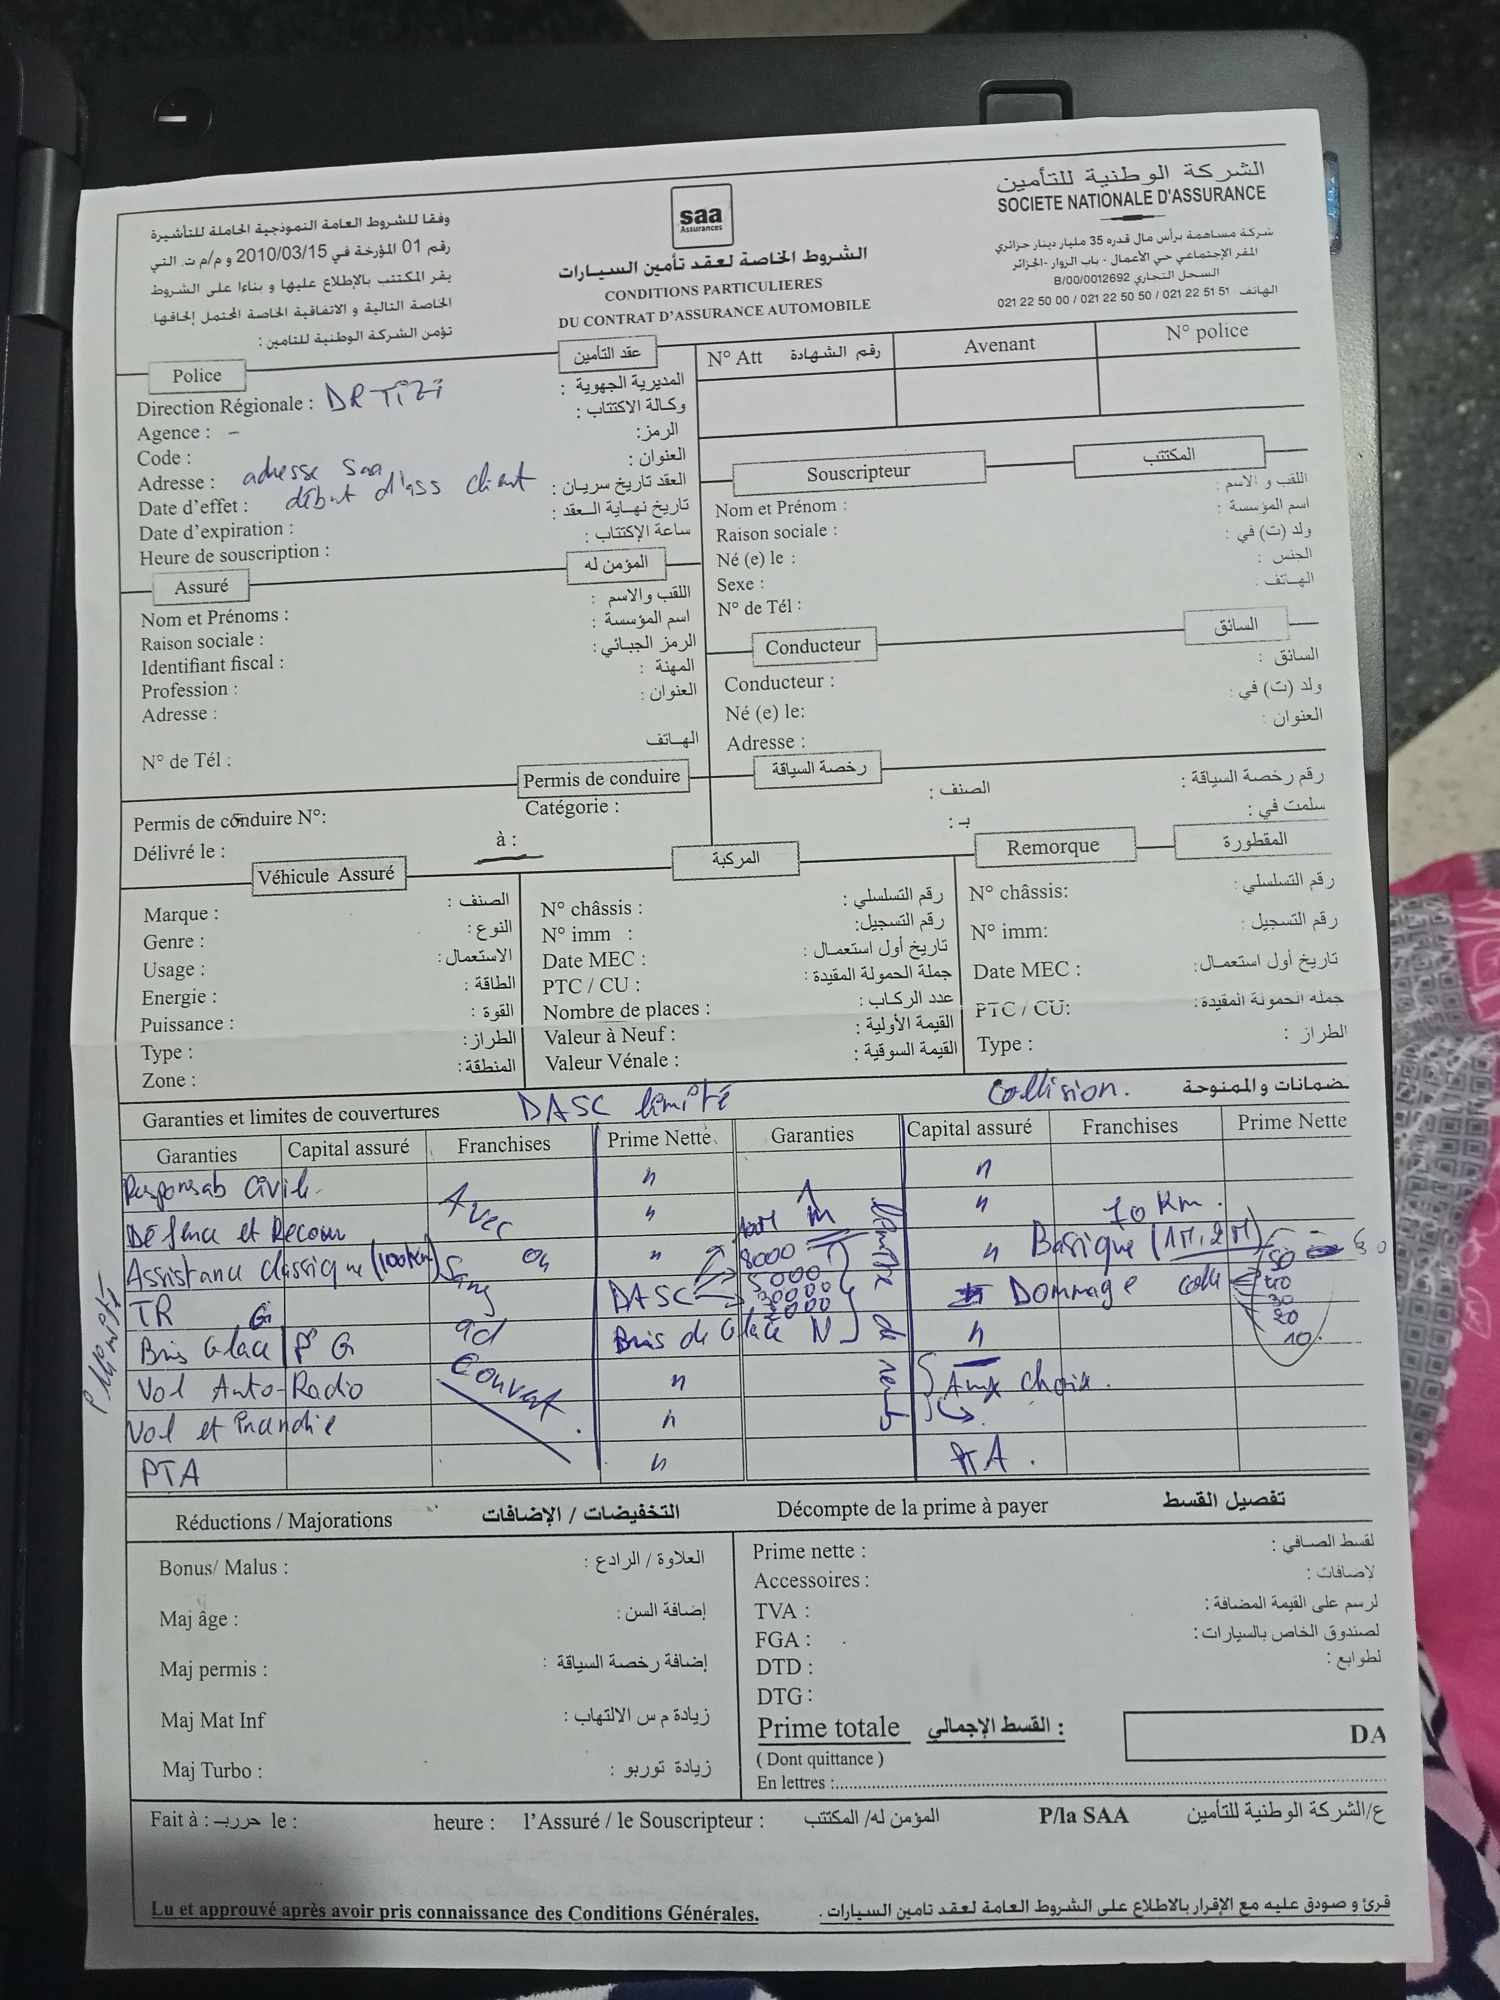 وفقا للشروط العامة النموذجية الحاملة للتأشيرة
رقم 01 المؤرخة في 2010/03/15 و م/م ت. التي
يقر المكتتب بالإطلاع عليها و بناءا على الشروط
الخاصة التالية و الاتفاقية الخاصة المحتمل إلحاقها.
تؤمن الشركة الوطنية للتامين :
saa
Assurances
الشروط الخاصة لعقد تأمين السيارات
CONDITIONS PARTICULIERES
DU CONTRAT D'ASSURANCE AUTOMOBILE
الشركة الوطنية للتأمين
SOCIETE NATIONALE D'ASSURANCE
شركة مساهمة برأس مال قدره 35 مليار دينار جزائري
المقر الإجتماعي حي الأعمال - باب الزوار -الجزائر
السجل التجاري B/00/0012692
الهاتف 021 22 50 00 / 021 22 50 50 / 021 22 51 51
N° Att رقم الشهادة Avenant N° police
Police عقد التأمين
Direction Régionale : DR Tizi المديرية الجهوية :
Agence : - وكالة الاكتتاب :
Code : الرمز:
Adresse : adresse saa العنوان :
Date d'effet : début d'ass client العقد تاريخ سريان :
Date d'expiration : تاريخ نهاية العقد :
Heure de souscription : ساعة الإكتتاب :
Souscripteur المكتتب
Nom et Prénom : اللقب و الاسم :
Raison sociale : اسم المؤسسة :
Né (e) le : ولد (ت) في :
Sexe : الجنس :
N° de Tél : الهاتف :
Assuré المؤمن له
Nom et Prénoms : اللقب والاسم :
Raison sociale : اسم المؤسسة :
Identifiant fiscal : الرمز الجبائي :
Profession : المهنة :
Adresse : العنوان :
N° de Tél : الهاتف
Conducteur السائق
Conducteur : السائق :
Né (e) le: ولد (ت) في :
Adresse : العنوان :
Permis de conduire رخصة السياقة
Permis de conduire N°: Catégorie : الصنف : رقم رخصة السياقة :
Délivré le : à : بـ : سلمت في :
Véhicule Assuré المركبة
Marque : الصنف :
Genre : النوع :
Usage : الاستعمال :
Energie : الطاقة :
Puissance : القوة :
Type : الطراز:
Zone : المنطقة:
N° châssis : رقم التسلسلي :
N° imm : رقم التسجيل:
Date MEC : تاريخ أول استعمال :
PTC / CU : جملة الحمولة المقيدة :
Nombre de places : عدد الركاب :
Valeur à Neuf : القيمة الأولية :
Valeur Vénale : القيمة السوقية :
Remorque المقطورة
N° châssis: رقم التسلسلي :
N° imm: رقم التسجيل :
Date MEC : تاريخ أول استعمال:
PTC / CU: جملة الحمولة المقيدة :
Type : الطراز :
Garanties et limites de couvertures DASC limité Collision. ضمانات والممنوحة
Garanties Capital assuré Franchises Prime Nette Garanties Capital assuré Franchises Prime Nette
Responsab Civile
Défence et Recour
Assistance classique (100km)
TR
Bris Glace P G
Vol Auto-Radio
Vol et incendie
PTA
Avec
ou
Sans
DASC
8000
Bris de Glace
70 Km.
Basique (1M, 2M)
Dommage colli
50
40
30
20
10.
Aux choix.
PTA.
Réductions / Majorations التخفيضات / الإضافات
Bonus/ Malus : العلاوة / الرادع :
Maj âge : إضافة السن:
Maj permis : إضافة رخصة السياقة :
Maj Mat Inf زيادة م س الالتهاب :
Maj Turbo : زيادة توربو :
Décompte de la prime à payer تفصيل القسط
Prime nette : لقسط الصافي :
Accessoires : لإضافات :
TVA : لرسم على القيمة المضافة :
FGA : لصندوق الخاص بالسيارات :
DTD : لطوابع :
DTG :
Prime totale القسط الإجمالي : DA
( Dont quittance )
En lettres :
Fait à : حرر بـ le : heure : l'Assuré / le Souscripteur : المؤمن له/ المكتتب P/la SAA ع/الشركة الوطنية للتأمين
Lu et approuvé après avoir pris connaissance des Conditions Générales. قرئ و صودق عليه مع الإقرار بالاطلاع على الشروط العامة لعقد تامين السيارات .